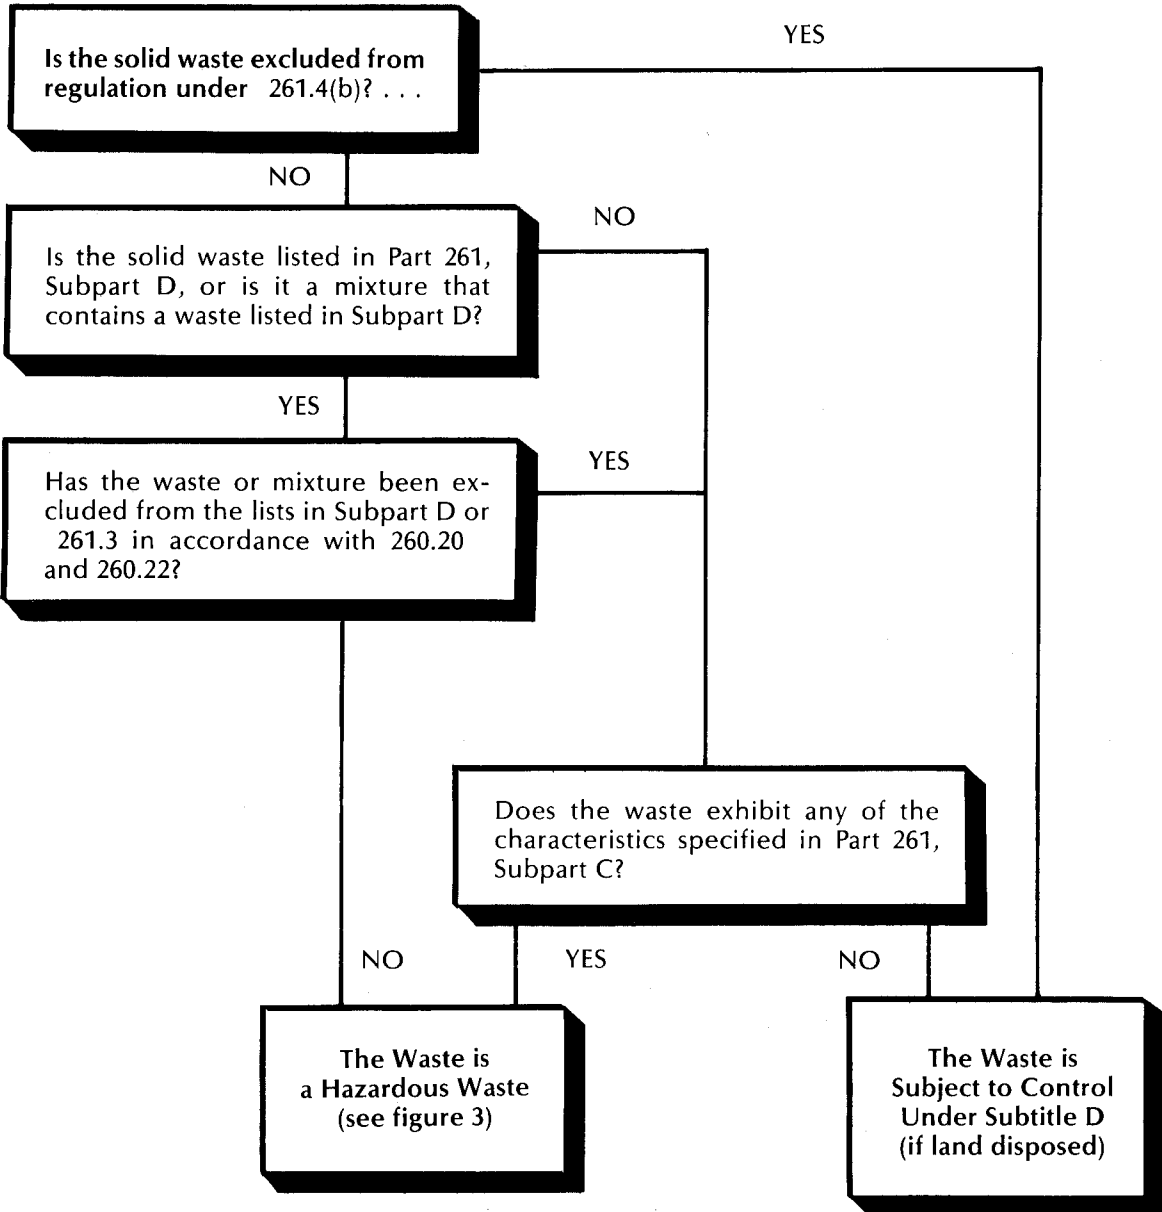 YES
Is the solid waste excluded from
regulation under 261.4(b)? . . .
NO
NO
Is the solid waste listed in Part 261,
Subpart D, or is it a mixture that
contains a waste listed in Subpart D?
YES
YES
Has the waste or mixture been ex-
cluded from the lists in Subpart D or
261.3 in accordance with 260.20
and 260.22?
Does the waste exhibit any of the
characteristics specified in Part 261,
Subpart C?
NO
YES
NO
The Waste is
a Hazardous Waste
(see figure 3)
The Waste is
Subject to Control
Under Subtitle D
(if land disposed)